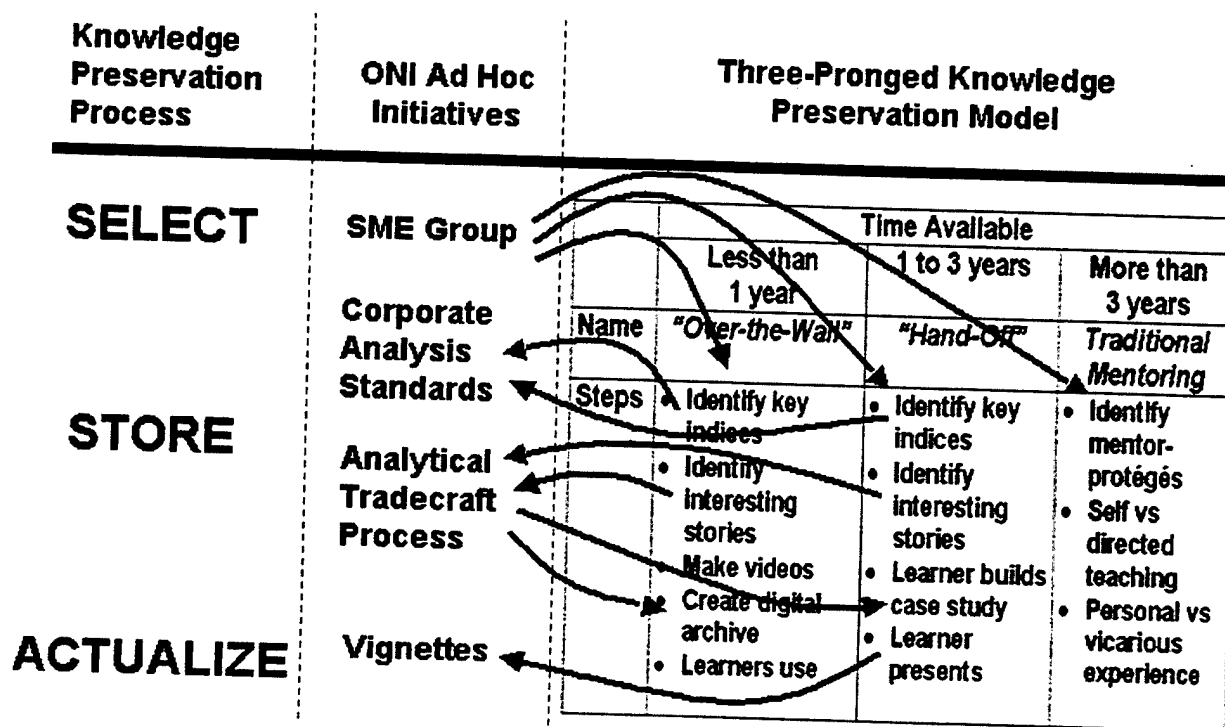 Knowledge
Preservation
Process
ONI Ad Hoc
Initiatives
Three-Pronged Knowledge
Preservation Model
SELECT
STORE
ACTUALIZE
SME Group
Corporate
Analysis
Standards
Analytical
Tradecraft
Process
Vignettes
Time Available
Less than
1 year
1 to 3 years
More than
3 years
Name
"Over-the-Wall"
"Hand-Off"
Traditional
Mentoring
Steps
• Identify key
indices
• Identify
interesting
stories
• Make videos
• Create digital
archive
• Learners use
• Identify key
indices
• Identify
interesting
stories
• Learner builds
case study
• Learner
presents
• Identify
mentor-
protégés
• Self vs
directed
teaching
• Personal vs
vicarious
experience